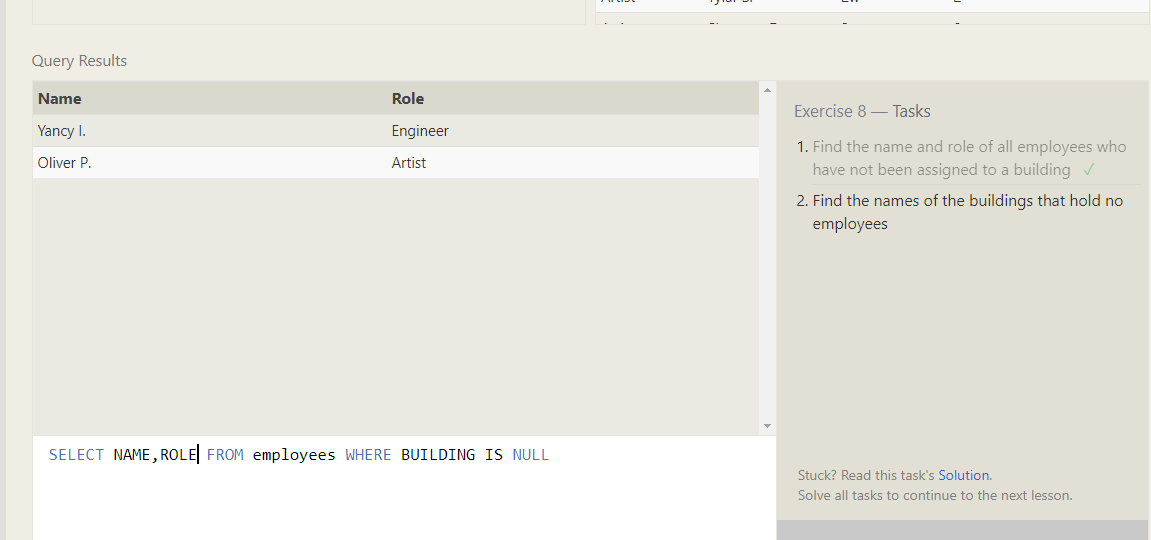 Query Results
Name Role
Yancy I. Engineer
Oliver P. Artist
Exercise 8 — Tasks
1. Find the name and role of all employees who
have not been assigned to a building ✓
2. Find the names of the buildings that hold no
employees
SELECT NAME,ROLE FROM employees WHERE BUILDING IS NULL
Stuck? Read this task's Solution.
Solve all tasks to continue to the next lesson.